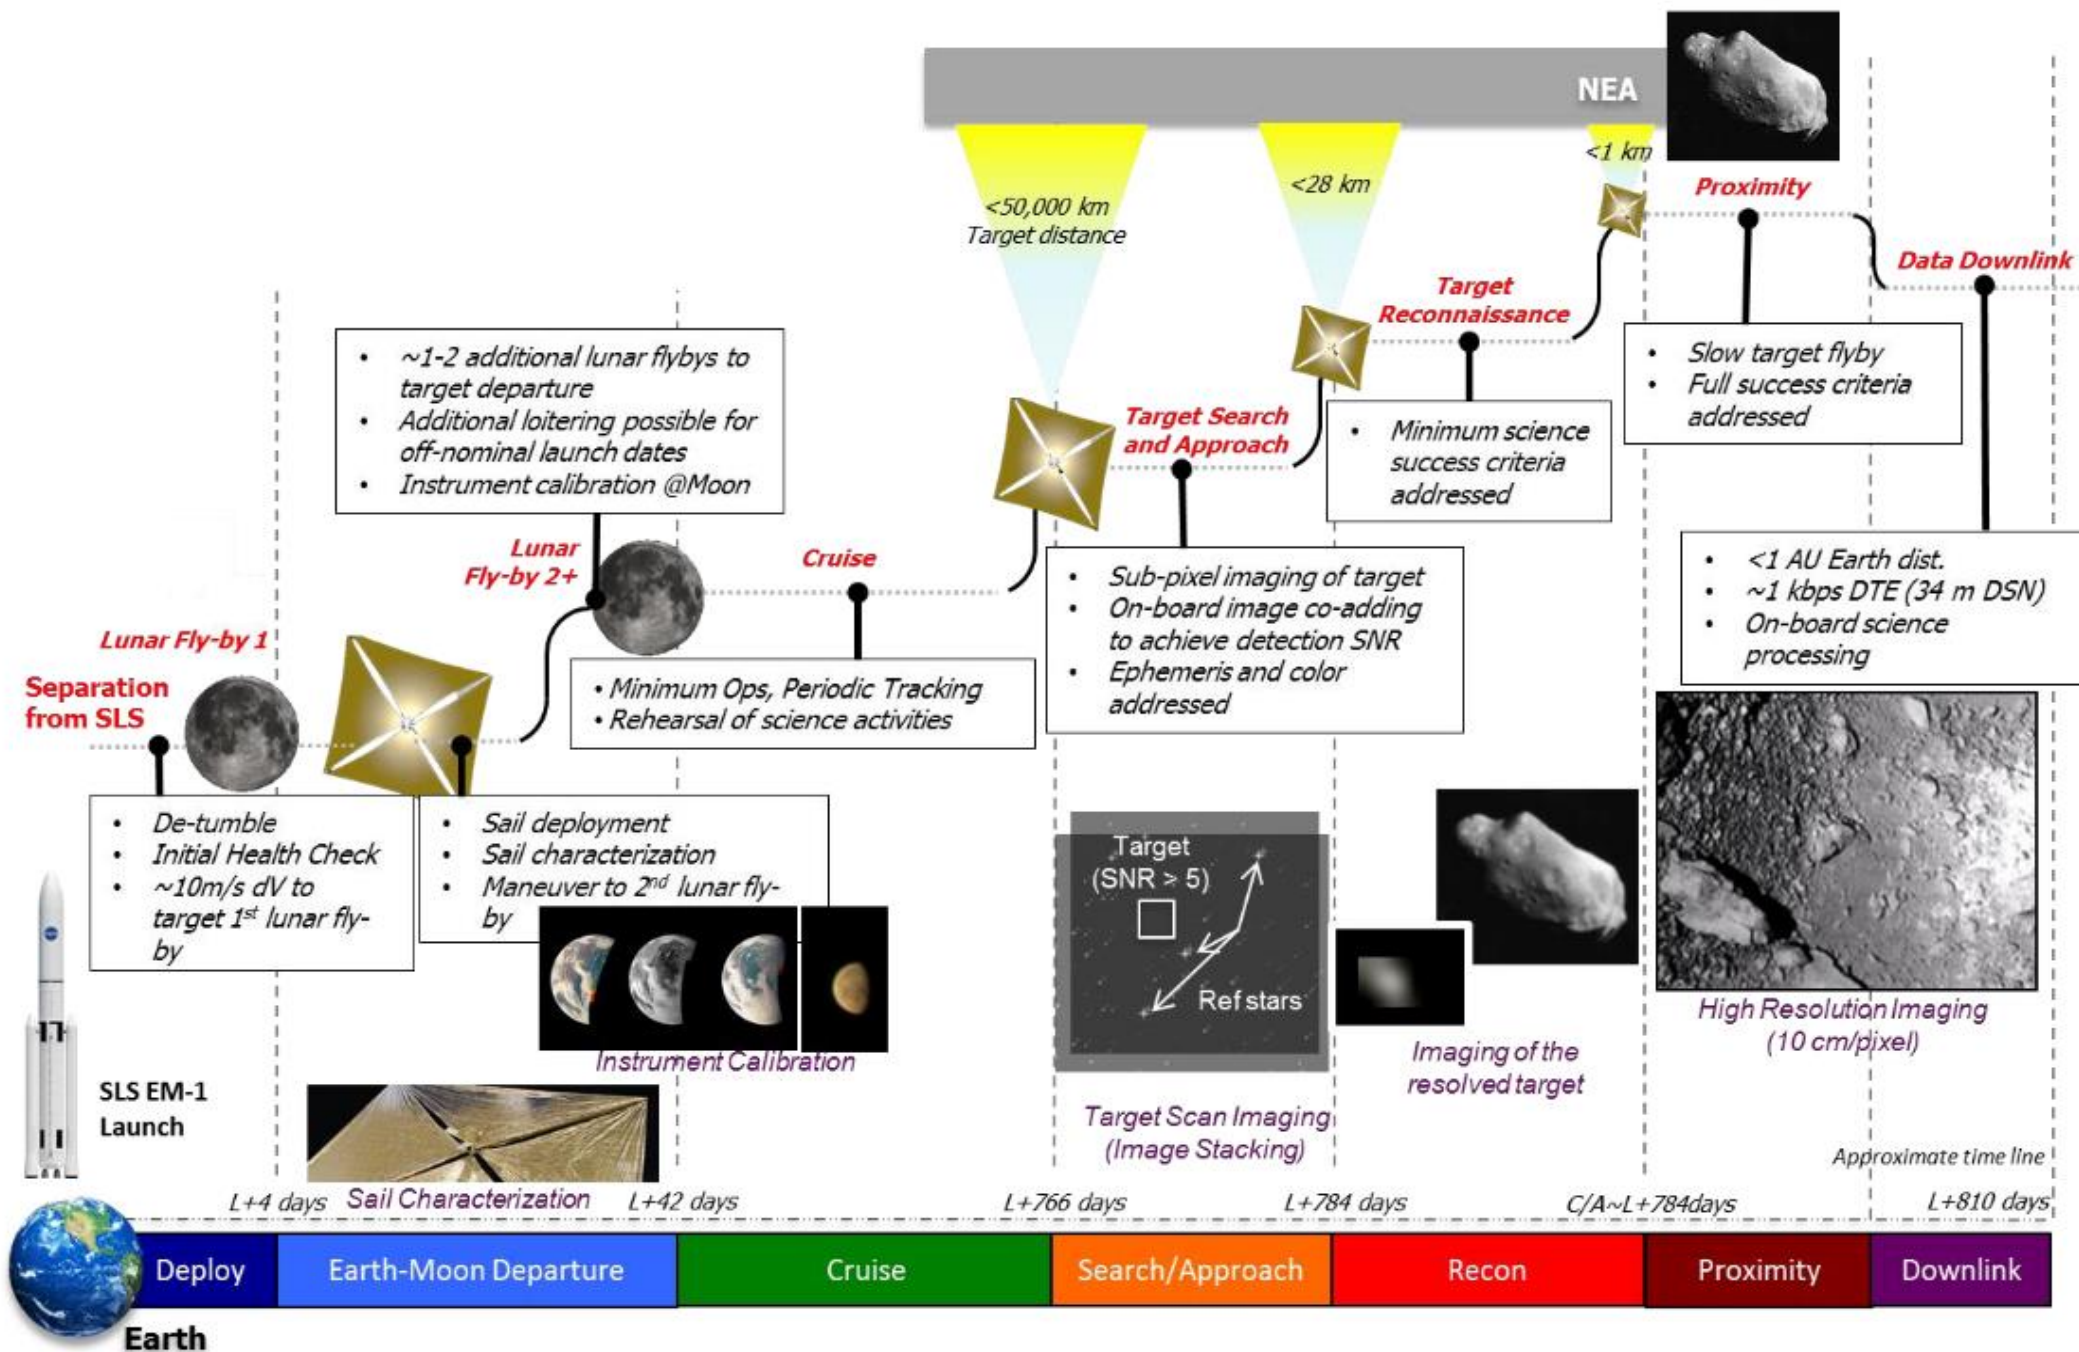 NEA
<1 km
<28 km
<50,000 km
Target distance
Proximity
Data Downlink
Target
Reconnaissance
• Slow target flyby
• Full success criteria
addressed
• ~1-2 additional lunar flybys to
target departure
• Additional loitering possible for
off-nominal launch dates
• Instrument calibration @Moon
Target Search
and Approach
• Minimum science
success criteria
addressed
Lunar
Fly-by 2+
Cruise
• Sub-pixel imaging of target
• On-board image co-adding
to achieve detection SNR
• Ephemeris and color
addressed
• <1 AU Earth dist.
• ~1 kbps DTE (34 m DSN)
• On-board science
processing
Lunar Fly-by 1
Separation
from SLS
• Minimum Ops, Periodic Tracking
• Rehearsal of science activities
• De-tumble
• Initial Health Check
• ~10m/s dV to
target 1st lunar fly-
by
• Sail deployment
• Sail characterization
• Maneuver to 2nd lunar fly-
by
Target
(SNR > 5)
Ref stars
High Resolution Imaging
(10 cm/pixel)
Instrument Calibration
Imaging of the
resolved target
SLS EM-1
Launch
Target Scan Imaging
(Image Stacking)
Approximate time line
Sail Characterization
L+4 days
L+42 days
L+766 days
L+784 days
C/A~L+784days
L+810 days
Deploy
Earth-Moon Departure
Cruise
Search/Approach
Recon
Proximity
Downlink
Earth